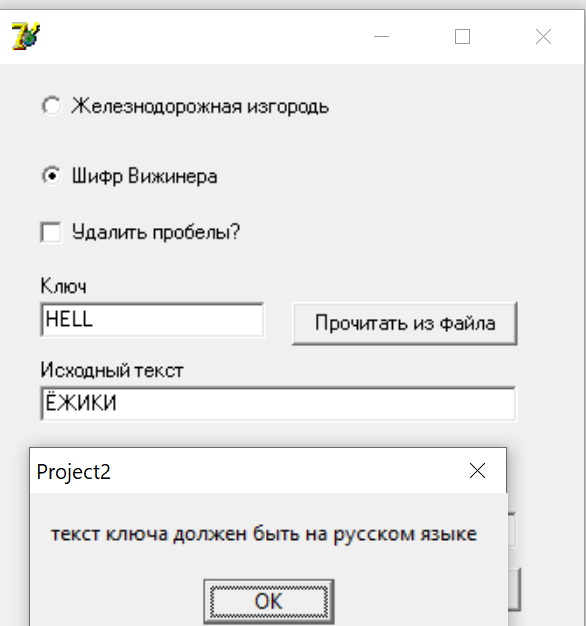 Железнодорожная изгородь
Шифр Вижинера
Удалить пробелы?
Ключ
HELL
Прочитать из файла
Исходный текст
ЁЖИКИ
Project2
текст ключа должен быть на русском языке
OK